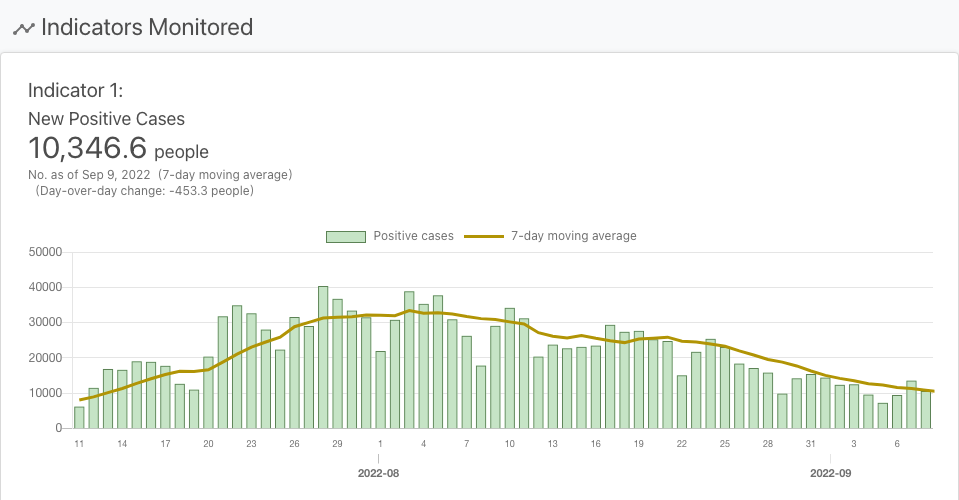 Indicators Monitored
Indicator 1:
New Positive Cases
10,346.6 people
No. as of Sep 9, 2022 (7-day moving average)
(Day-over-day change: -453.3 people)
Positive cases 7-day moving average
50000
40000
30000
20000
10000
0
11 14 17 20 23 26 29 1 4 7 10 13 16 19 22 25 28 31 3 6
2022-08 2022-09